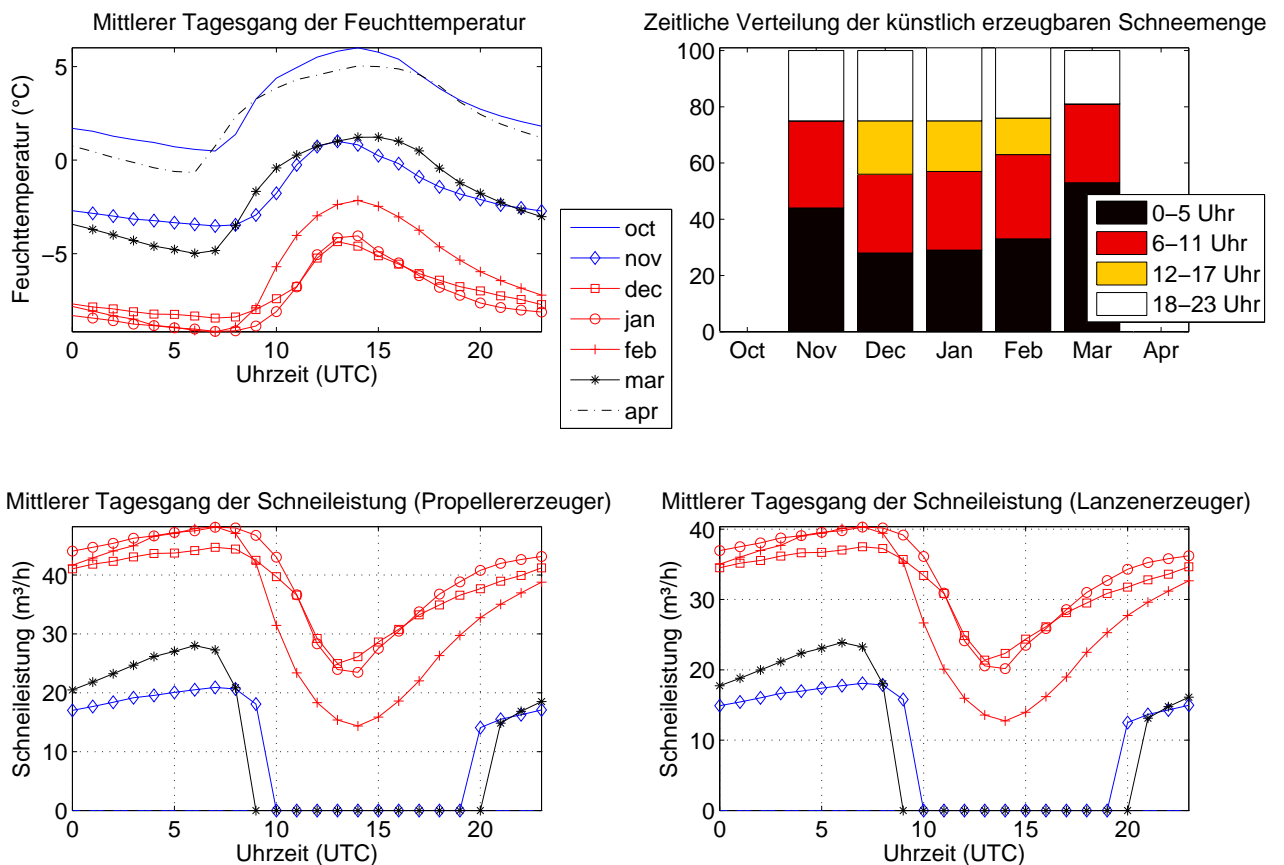 Mittlerer Tagesgang der Feuchttemperatur
Feuchttemperatur (°C)
5
0
−5
0 5 10 15 20
Uhrzeit (UTC)
oct
nov
dec
jan
feb
mar
apr
Zeitliche Verteilung der künstlich erzeugbaren Schneemenge
100
80
60
40
20
0
Oct Nov Dec Jan Feb Mar Apr
0−5 Uhr
6−11 Uhr
12−17 Uhr
18−23 Uhr
Mittlerer Tagesgang der Schneileistung (Propellererzeuger)
Schneileistung (m³/h)
40
30
20
10
0
0 5 10 15 20
Uhrzeit (UTC)
Mittlerer Tagesgang der Schneileistung (Lanzenerzeuger)
Schneileistung (m³/h)
40
30
20
10
0
0 5 10 15 20
Uhrzeit (UTC)